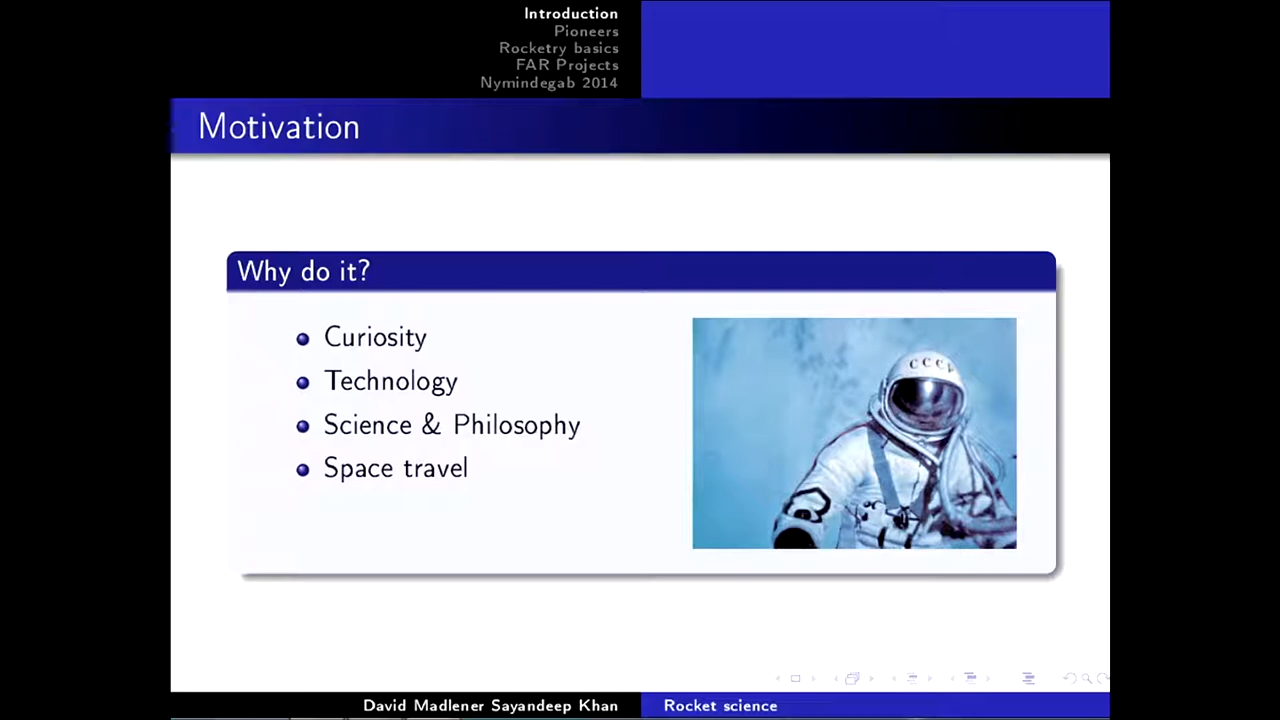 Introduction
Pioneers
Rocketry basics
FAR Projects
Nymindegab 2014
Motivation
Why do it?
Curiosity
Technology
Science & Philosophy
Space travel
CCCP
David Madlener Sayandeep Khan
Rocket science